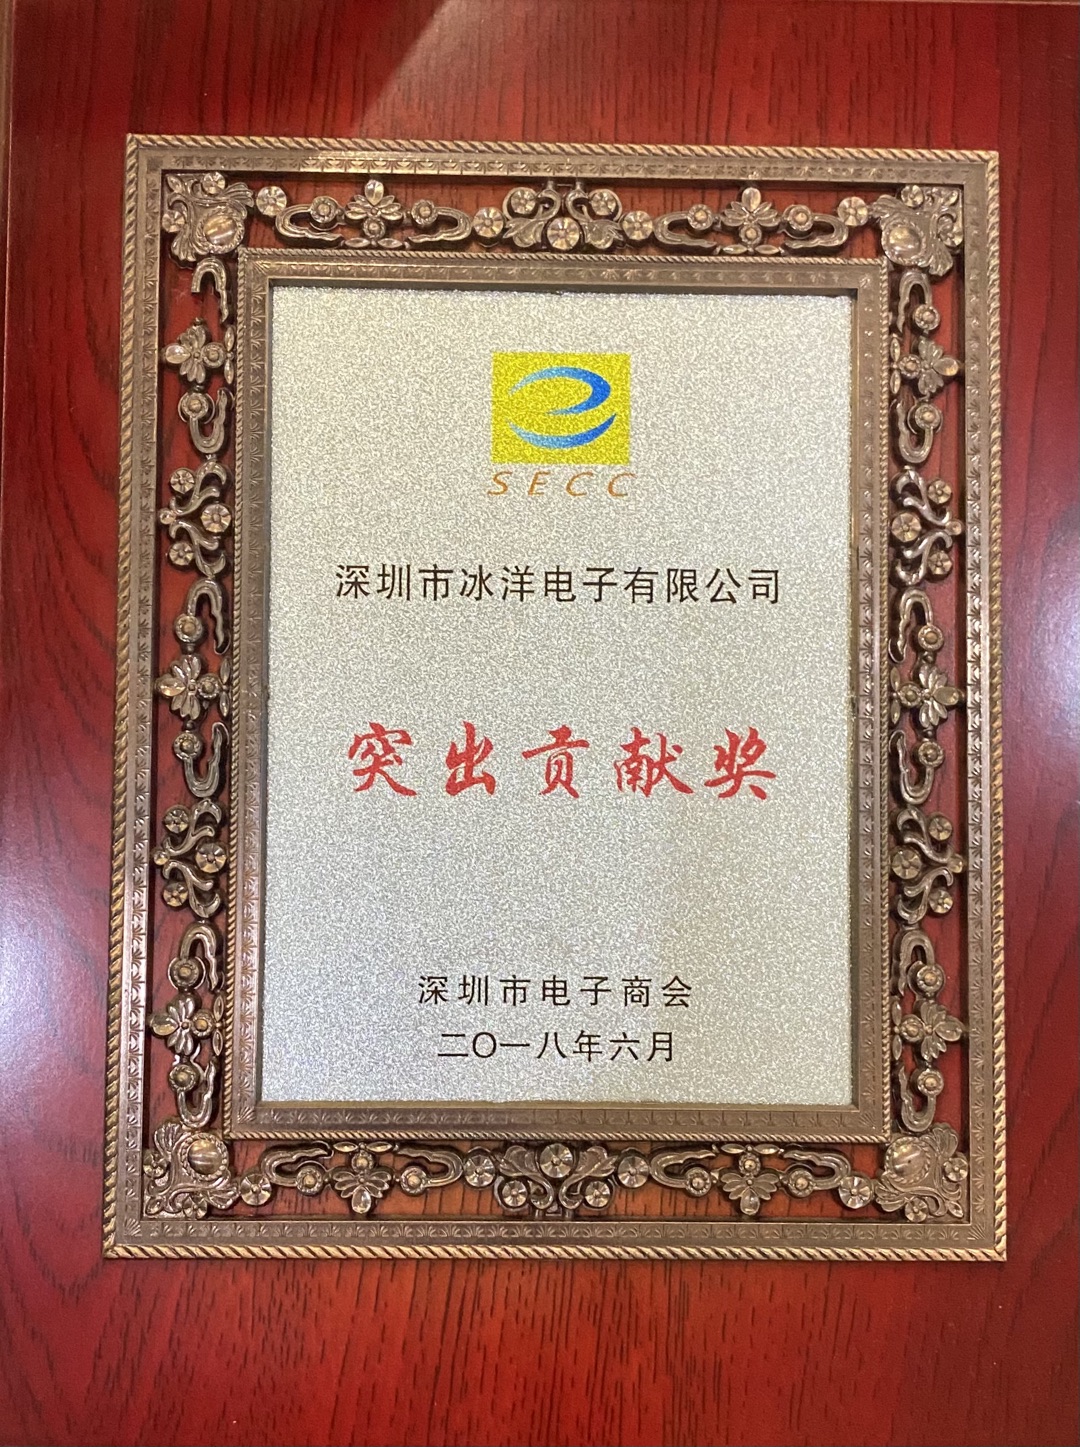 SECC
深圳市冰洋电子有限公司
突出贡献奖
深圳市电子商会
二〇一八年六月